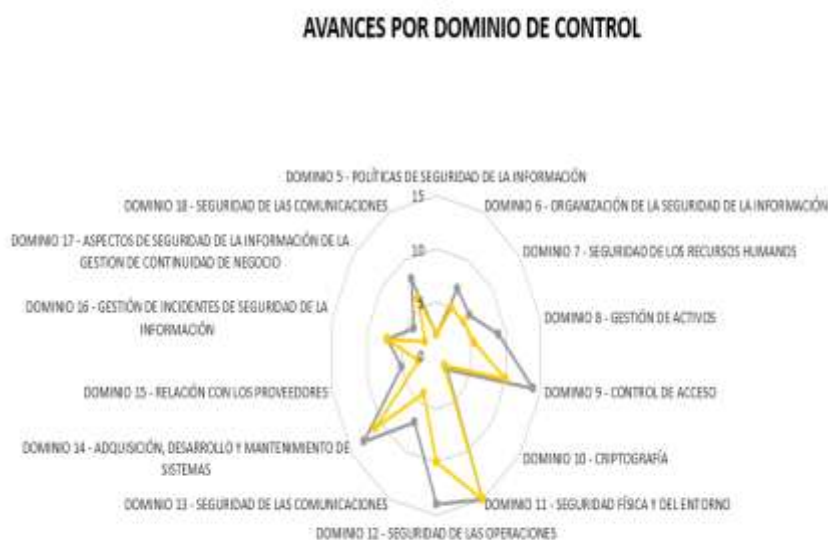 AVANCES POR DOMINIO DE CONTROL
DOMINIO 5 - POLÍTICAS DE SEGURIDAD DE LA INFORMACIÓN
15
DOMINIO 18 - SEGURIDAD DE LAS COMUNICACIONES
DOMINIO 6 - ORGANIZACIÓN DE LA SEGURIDAD DE LA INFORMACIÓN
DOMINIO 17 - ASPECTOS DE SEGURIDAD DE LA INFORMACIÓN DE LA
GESTION DE CONTINUIDAD DE NEGOCIO
10
DOMINIO 7 - SEGURIDAD DE LOS RECURSOS HUMANOS
DOMINIO 16 - GESTIÓN DE INCIDENTES DE SEGURIDAD DE LA
INFORMACIÓN
5
DOMINIO 8 - GESTIÓN DE ACTIVOS
0
DOMINIO 15 - RELACIÓN CON LOS PROVEEDORES
DOMINIO 9 - CONTROL DE ACCESO
DOMINIO 14 - ADQUISICIÓN, DESARROLLO Y MANTENIMIENTO DE
SISTEMAS
DOMINIO 10 - CRIPTOGRAFÍA
DOMINIO 13 - SEGURIDAD DE LAS COMUNICACIONES
DOMINIO 11 - SEGURIDAD FÍSICA Y DEL ENTORNO
DOMINIO 12 - SEGURIDAD DE LAS OPERACIONES